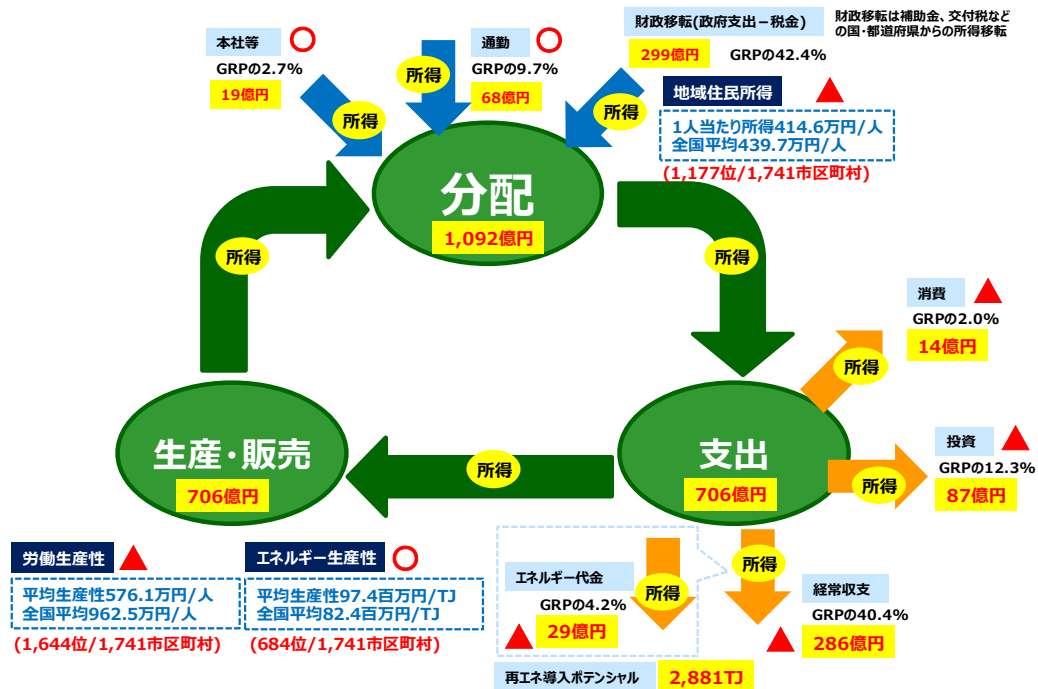 本社等
GRPの2.7%
19億円
所得
通勤
GRPの9.7%
68億円
所得
財政移転(政府支出－税金)
299億円 GRPの42.4%
所得
財政移転は補助金、交付税など
の国・都道府県からの所得移転
地域住民所得
1人当たり所得414.6万円/人
全国平均439.7万円/人
(1,177位/1,741市区町村)
分配
1,092億円
所得
所得
消費
GRPの2.0%
14億円
所得
生産・販売
706億円
所得
支出
706億円
投資
GRPの12.3%
87億円
所得
労働生産性
平均生産性576.1万円/人
全国平均962.5万円/人
(1,644位/1,741市区町村)
エネルギー生産性
平均生産性97.4百万円/TJ
全国平均82.4百万円/TJ
(684位/1,741市区町村)
エネルギー代金
GRPの4.2%
29億円
所得
所得
経常収支
GRPの40.4%
286億円
再エネ導入ポテンシャル 2,881TJ